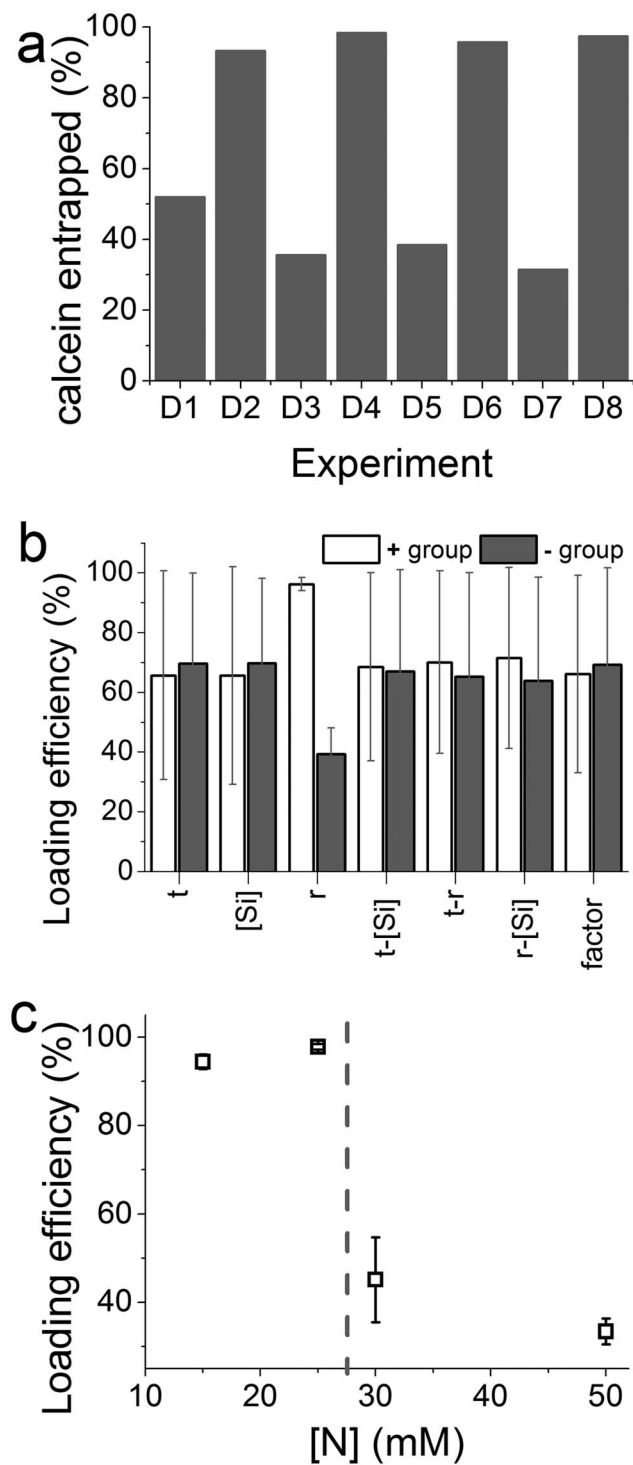 a
calcein entrapped (%)
100
80
60
40
20
0
D1 D2 D3 D4 D5 D6 D7 D8
Experiment
b
+ group - group
Loading efficiency (%)
100
80
60
40
20
0
t [Si] r t-[Si] t-r r-[Si] factor
c
Loading efficiency (%)
100
80
60
40
10 20 30 40 50
[N] (mM)